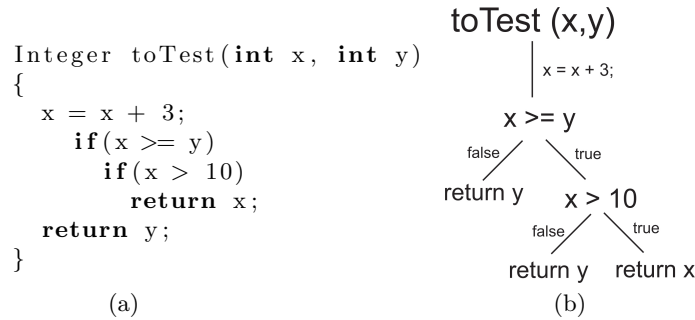 Integer toTest(int x, int y)
{
x = x + 3;
if(x >= y)
if(x > 10)
return x;
return y;
}
(a)
toTest (x,y)
x = x + 3;
x >= y
false
true
return y
x > 10
false
true
return y
return x
(b)